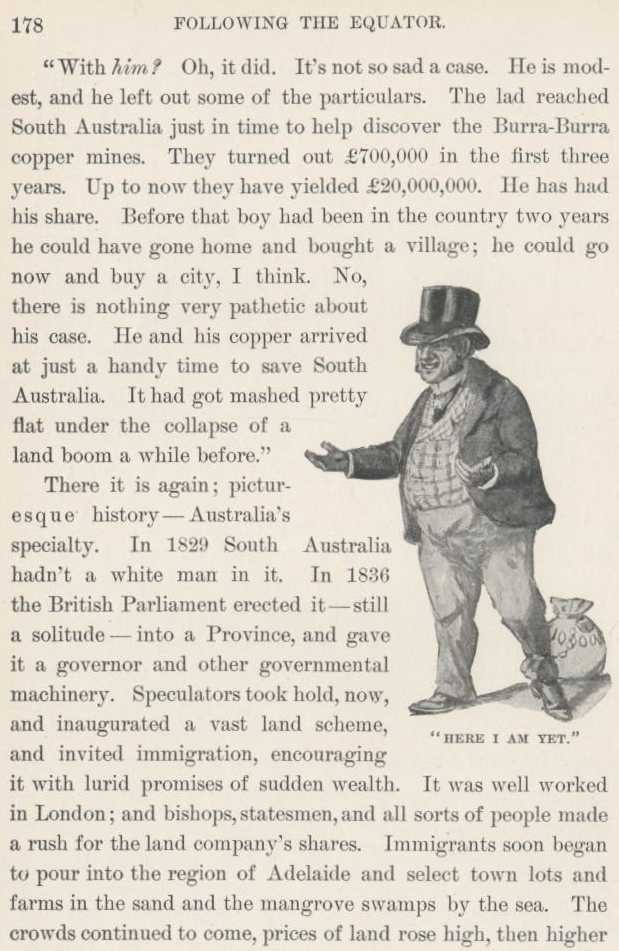 178 FOLLOWING THE EQUATOR.
"With him? Oh, it did. It's not so sad a case. He is mod-
est, and he left out some of the particulars. The lad reached
South Australia just in time to help discover the Burra-Burra
copper mines. They turned out £700,000 in the first three
years. Up to now they have yielded £20,000,000. He has had
his share. Before that boy had been in the country two years
he could have gone home and bought a village; he could go
now and buy a city, I think. No,
there is nothing very pathetic about
his case. He and his copper arrived
at just a handy time to save South
Australia. It had got mashed pretty
flat under the collapse of a
land boom a while before."
There it is again; pictur-
esque history—Australia's
specialty. In 1829 South Australia
hadn't a white man in it. In 1836
the British Parliament erected it—still
a solitude—into a Province, and gave
it a governor and other governmental
machinery. Speculators took hold, now,
and inaugurated a vast land scheme,
and invited immigration, encouraging
it with lurid promises of sudden wealth. It was well worked
in London; and bishops, statesmen, and all sorts of people made
a rush for the land company's shares. Immigrants soon began
to pour into the region of Adelaide and select town lots and
farms in the sand and the mangrove swamps by the sea. The
crowds continued to come, prices of land rose high, then higher
"HERE I AM YET."